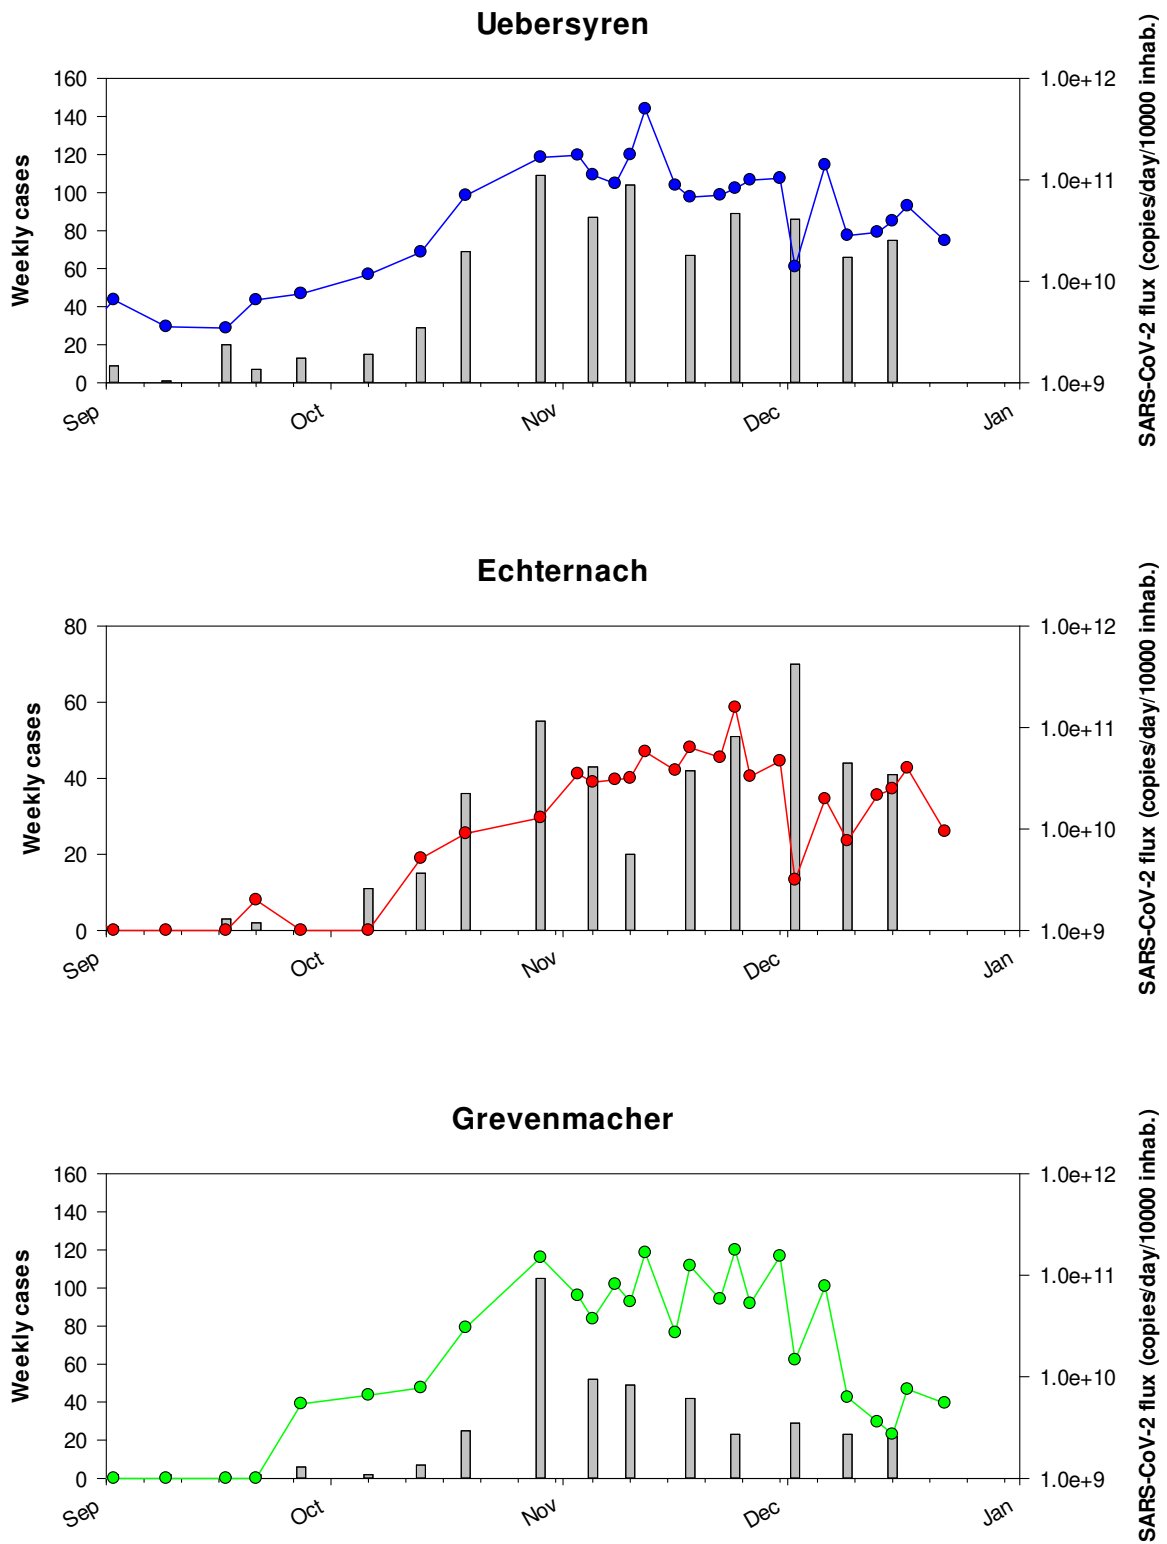 Uebersyren
Weekly cases
160
140
120
100
80
60
40
20
0
1.0e+12
1.0e+11
1.0e+10
1.0e+9
SARS-CoV-2 flux (copies/day/10000 inhab.)
Sep
Oct
Nov
Dec
Jan
Echternach
Weekly cases
80
60
40
20
0
1.0e+12
1.0e+11
1.0e+10
1.0e+9
SARS-CoV-2 flux (copies/day/10000 inhab.)
Sep
Oct
Nov
Dec
Jan
Grevenmacher
Weekly cases
160
140
120
100
80
60
40
20
0
1.0e+12
1.0e+11
1.0e+10
1.0e+9
SARS-CoV-2 flux (copies/day/10000 inhab.)
Sep
Oct
Nov
Dec
Jan